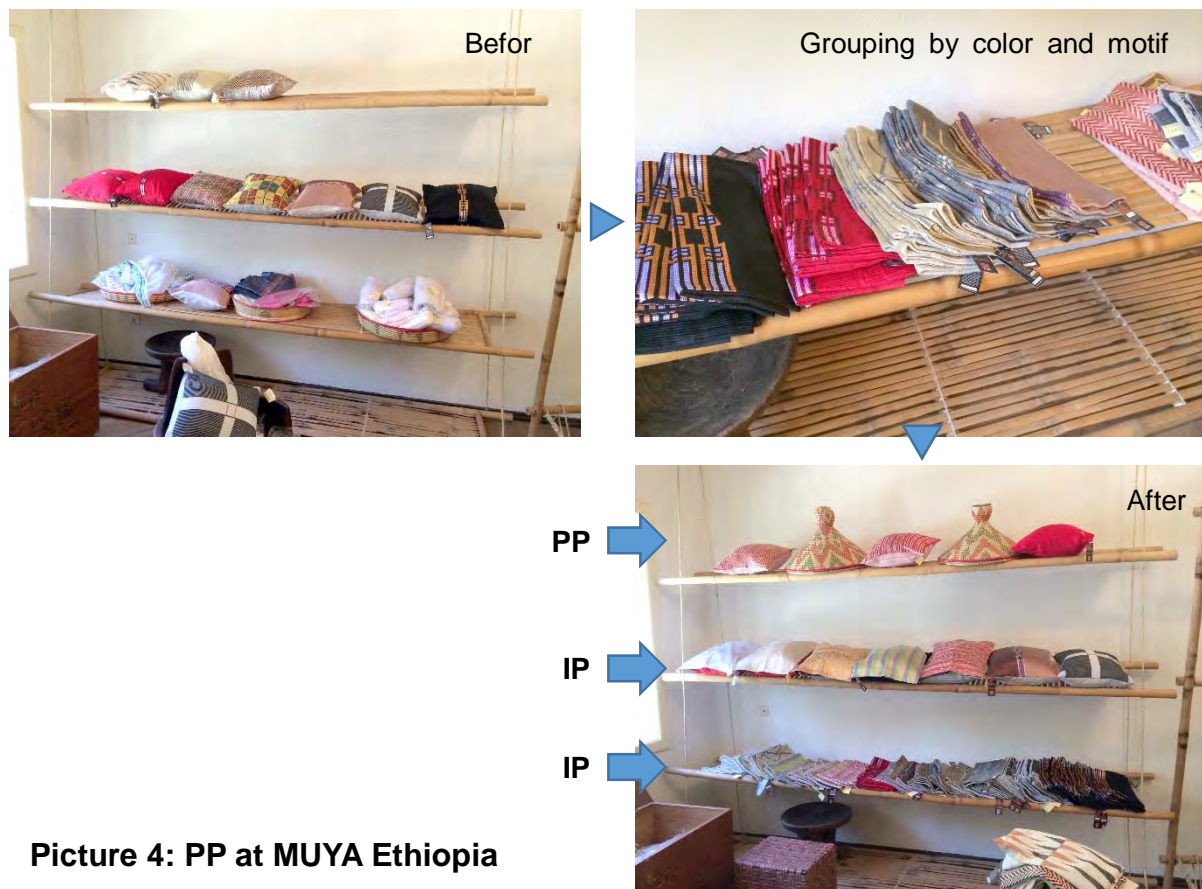 Befor
Grouping by color and motif
After
PP
IP
IP
Picture 4: PP at MUYA Ethiopia